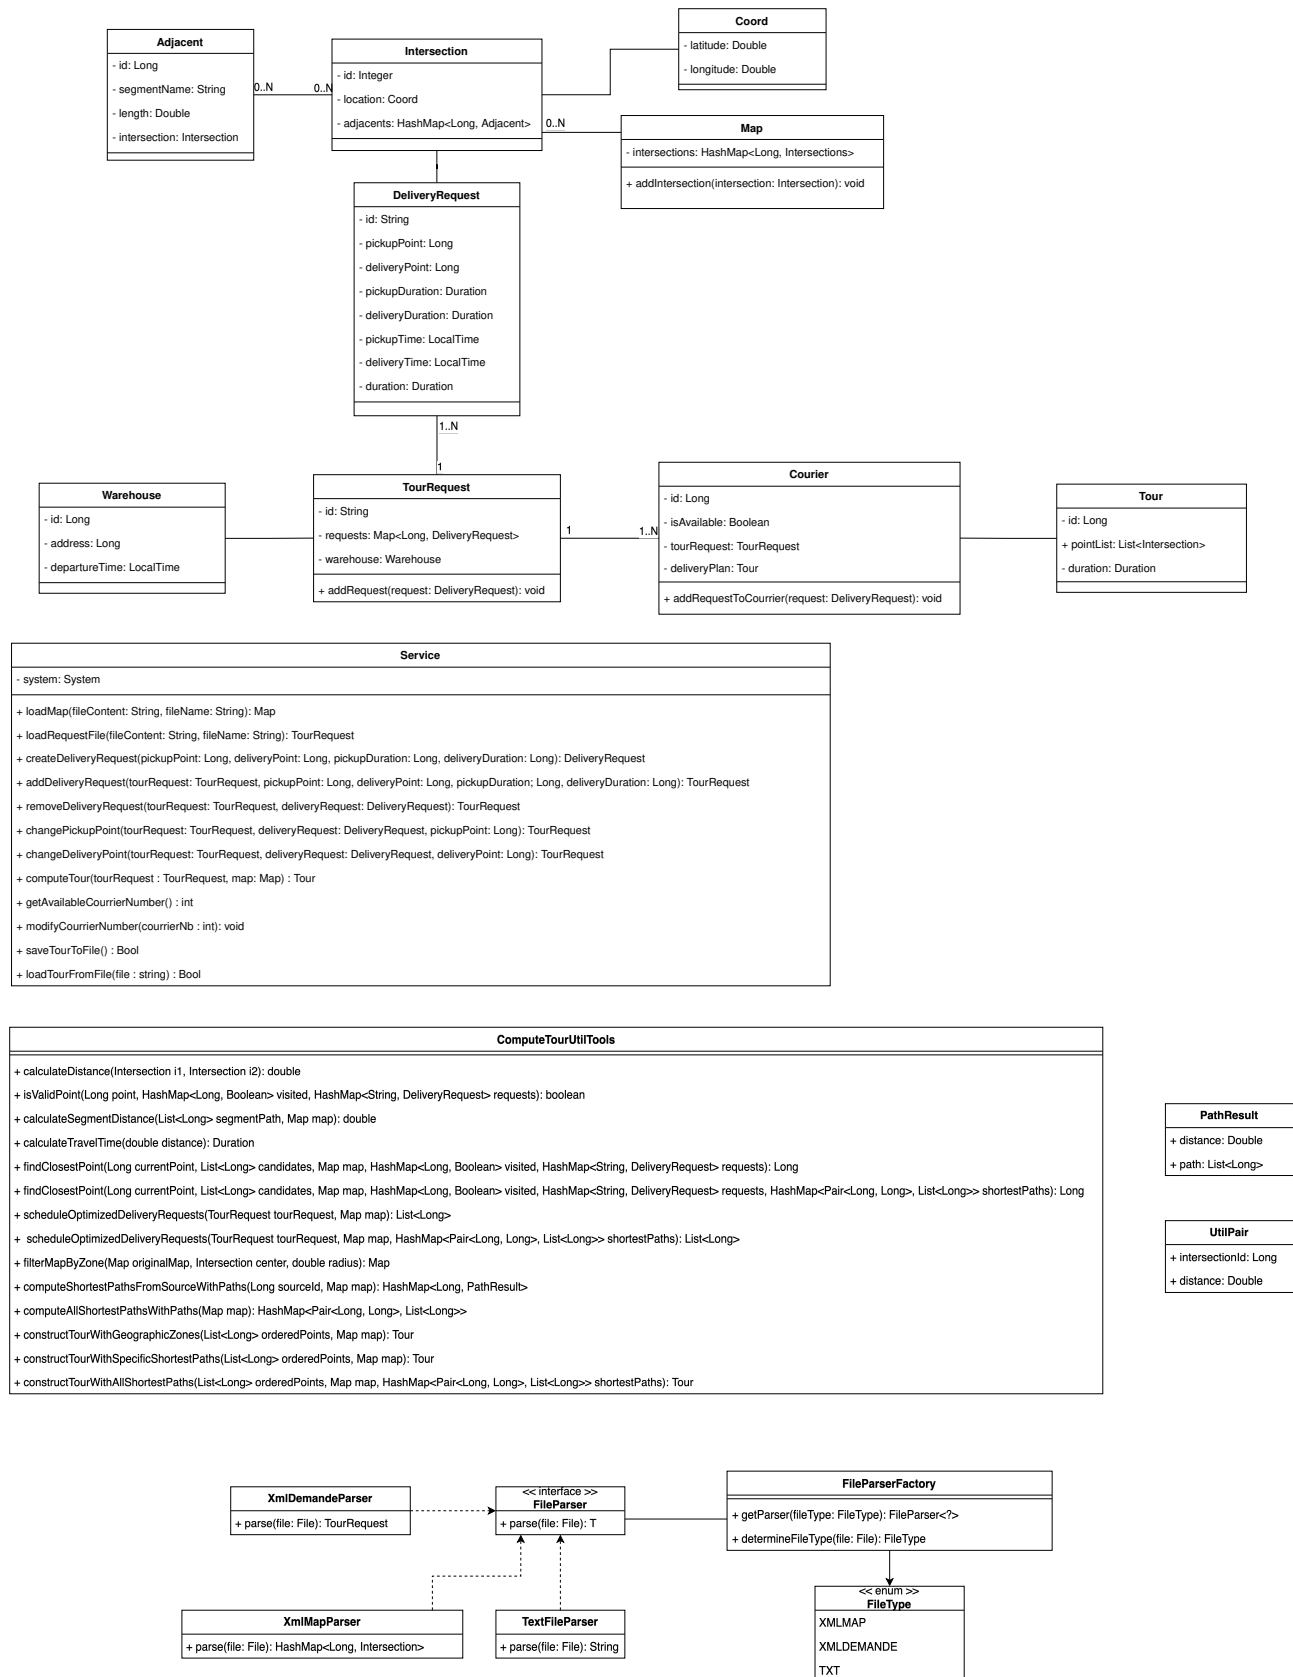 Coord
- latitude: Double
- longitude: Double
Adjacent
- id: Long
- segmentName: String
- length: Double
- intersection: Intersection
0..N
0..N
Intersection
- id: Integer
- location: Coord
- adjacents: HashMap<Long, Adjacent>
0..N
Map
- intersections: HashMap<Long, Intersections>
+ addIntersection(intersection: Intersection): void
DeliveryRequest
- id: String
- pickupPoint: Long
- deliveryPoint: Long
- pickupDuration: Duration
- deliveryDuration: Duration
- pickupTime: LocalTime
- deliveryTime: LocalTime
- duration: Duration
1..N
1
Warehouse
- id: Long
- address: Long
- departureTime: LocalTime
TourRequest
- id: String
- requests: Map<Long, DeliveryRequest>
- warehouse: Warehouse
+ addRequest(request: DeliveryRequest): void
1
1..N
Courier
- id: Long
- isAvailable: Boolean
- tourRequest: TourRequest
- deliveryPlan: Tour
+ addRequestToCourrier(request: DeliveryRequest): void
Tour
- id: Long
+ pointList: List<Intersection>
- duration: Duration
Service
- system: System
+ loadMap(fileContent: String, fileName: String): Map
+ loadRequestFile(fileContent: String, fileName: String): TourRequest
+ createDeliveryRequest(pickupPoint: Long, deliveryPoint: Long, pickupDuration: Long, deliveryDuration: Long): DeliveryRequest
+ addDeliveryRequest(tourRequest: TourRequest, pickupPoint: Long, deliveryPoint: Long, pickupDuration; Long, deliveryDuration: Long): TourRequest
+ removeDeliveryRequest(tourRequest: TourRequest, deliveryRequest: DeliveryRequest): TourRequest
+ changePickupPoint(tourRequest: TourRequest, deliveryRequest: DeliveryRequest, pickupPoint: Long): TourRequest
+ changeDeliveryPoint(tourRequest: TourRequest, deliveryRequest: DeliveryRequest, deliveryPoint: Long): TourRequest
+ computeTour(tourRequest : TourRequest, map: Map) : Tour
+ getAvailableCourrierNumber() : int
+ modifyCourrierNumber(courrierNb : int): void
+ saveTourToFile() : Bool
+ loadTourFromFile(file : string) : Bool
ComputeTourUtilTools
+ calculateDistance(Intersection i1, Intersection i2): double
+ isValidPoint(Long point, HashMap<Long, Boolean> visited, HashMap<String, DeliveryRequest> requests): boolean
+ calculateSegmentDistance(List<Long> segmentPath, Map map): double
+ calculateTravelTime(double distance): Duration
+ findClosestPoint(Long currentPoint, List<Long> candidates, Map map, HashMap<Long, Boolean> visited, HashMap<String, DeliveryRequest> requests): Long
+ findClosestPoint(Long currentPoint, List<Long> candidates, Map map, HashMap<Long, Boolean> visited, HashMap<String, DeliveryRequest> requests, HashMap<Pair<Long, Long>, List<Long>> shortestPaths): Long
+ scheduleOptimizedDeliveryRequests(TourRequest tourRequest, Map map): List<Long>
+ scheduleOptimizedDeliveryRequests(TourRequest tourRequest, Map map, HashMap<Pair<Long, Long>, List<Long>> shortestPaths): List<Long>
+ filterMapByZone(Map originalMap, Intersection center, double radius): Map
+ computeShortestPathsFromSourceWithPaths(Long sourceId, Map map): HashMap<Long, PathResult>
+ computeAllShortestPathsWithPaths(Map map): HashMap<Pair<Long, Long>, List<Long>>
+ constructTourWithGeographicZones(List<Long> orderedPoints, Map map): Tour
+ constructTourWithSpecificShortestPaths(List<Long> orderedPoints, Map map): Tour
+ constructTourWithAllShortestPaths(List<Long> orderedPoints, Map map, HashMap<Pair<Long, Long>, List<Long>> shortestPaths): Tour
PathResult
+ distance: Double
+ path: List<Long>
UtilPair
+ intersectionId: Long
+ distance: Double
XmlDemandeParser
+ parse(file: File): TourRequest
<< interface >>
FileParser
+ parse(file: File): T
FileParserFactory
+ getParser(fileType: FileType): FileParser<?>
+ determineFileType(file: File): FileType
XmlMapParser
+ parse(file: File): HashMap<Long, Intersection>
TextFileParser
+ parse(file: File): String
<< enum >>
FileType
XMLMAP
XMLDEMANDE
TXT